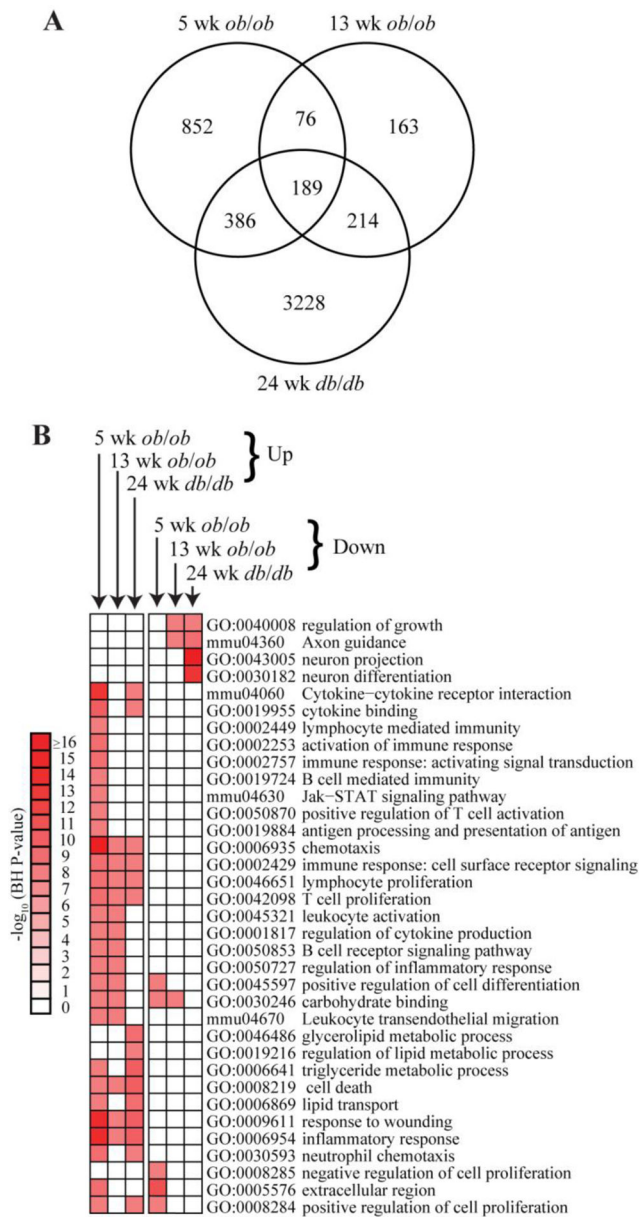 A
5 wk ob/ob 13 wk ob/ob
852 76 163
189
386 214
3228
24 wk db/db
B
5 wk ob/ob
13 wk ob/ob
24 wk db/db
} Up
5 wk ob/ob
13 wk ob/ob
24 wk db/db
} Down
GO:0040008 regulation of growth
mmu04360 Axon guidance
GO:0043005 neuron projection
GO:0030182 neuron differentiation
mmu04060 Cytokine−cytokine receptor interaction
GO:0019955 cytokine binding
GO:0002449 lymphocyte mediated immunity
GO:0002253 activation of immune response
GO:0002757 immune response: activating signal transduction
GO:0019724 B cell mediated immunity
mmu04630 Jak−STAT signaling pathway
GO:0050870 positive regulation of T cell activation
GO:0019884 antigen processing and presentation of antigen
GO:0006935 chemotaxis
GO:0002429 immune response: cell surface receptor signaling
GO:0046651 lymphocyte proliferation
GO:0042098 T cell proliferation
GO:0045321 leukocyte activation
GO:0001817 regulation of cytokine production
GO:0050853 B cell receptor signaling pathway
GO:0050727 regulation of inflammatory response
GO:0045597 positive regulation of cell differentiation
GO:0030246 carbohydrate binding
mmu04670 Leukocyte transendothelial migration
GO:0046486 glycerolipid metabolic process
GO:0019216 regulation of lipid metabolic process
GO:0006641 triglyceride metabolic process
GO:0008219 cell death
GO:0006869 lipid transport
GO:0009611 response to wounding
GO:0006954 inflammatory response
GO:0030593 neutrophil chemotaxis
GO:0008285 negative regulation of cell proliferation
GO:0005576 extracellular region
GO:0008284 positive regulation of cell proliferation
-log10 (BH P-value)
≥16
15
14
13
12
11
10
9
8
7
6
5
4
3
2
1
0